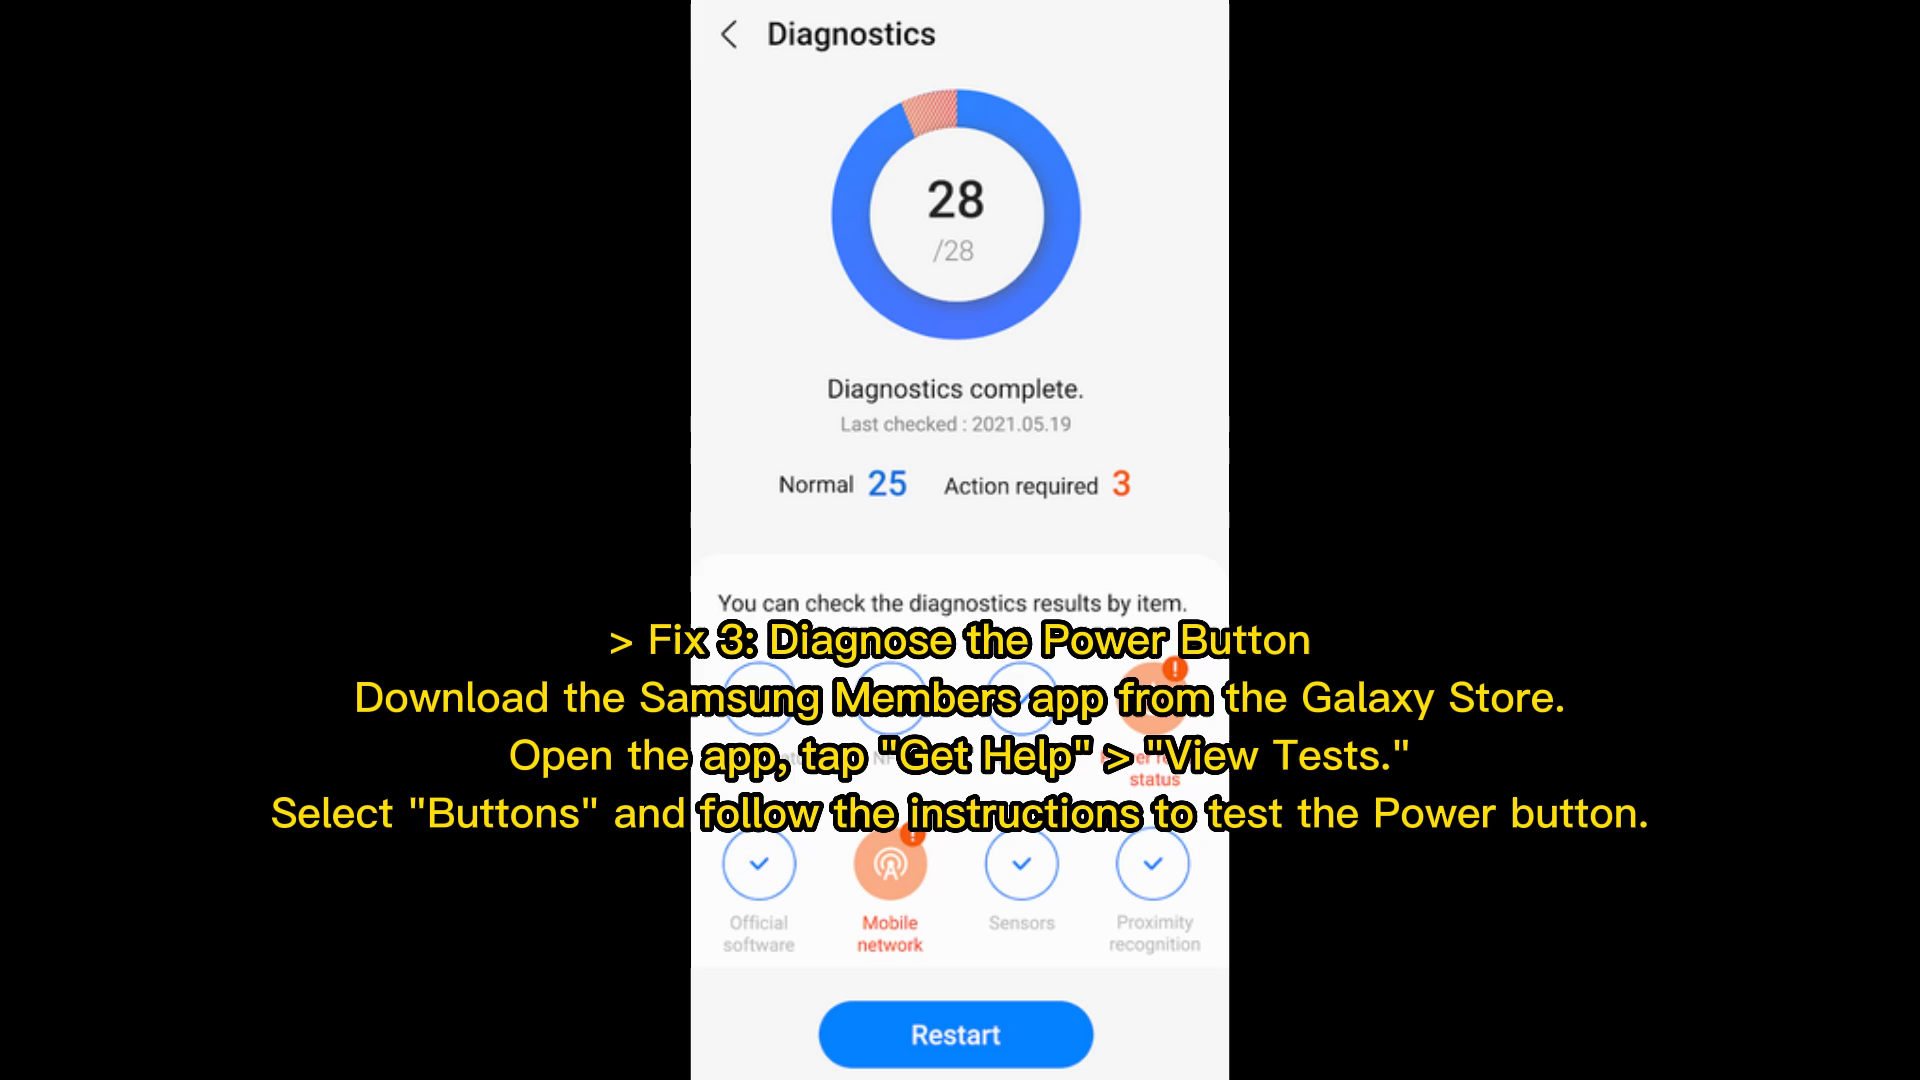 Diagnostics
28
/28
Diagnostics complete.
Last checked : 2021.05.19
Normal 25 Action required 3
You can check the diagnostics results by item.
> Fix 3: Diagnose the Power Button
Download the Samsung Members app from the Galaxy Store.
Open the app, tap "Get Help" > "View Tests."
status
Select "Buttons" and follow the instructions to test the Power button.
Official software
Mobile network
Sensors
Proximity recognition
Restart